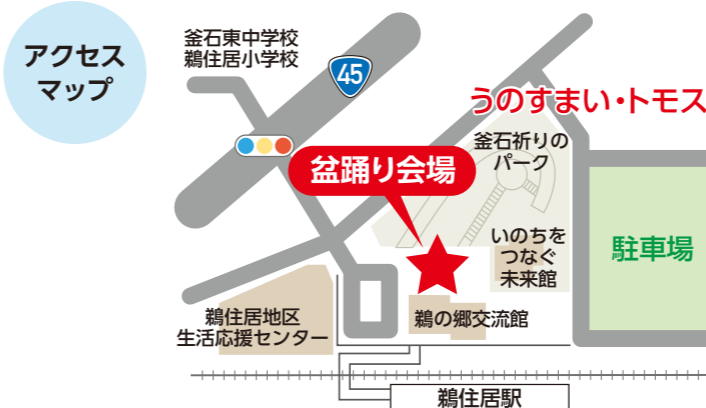 アクセス
マップ
釜石東中学校
鵜住居小学校
45
うのすまい・トモス
釜石祈りの
パーク
盆踊り会場
いのちを
つなぐ
未来館
駐車場
鵜住居地区
生活応援センター
鵜の郷交流館
鵜住居駅